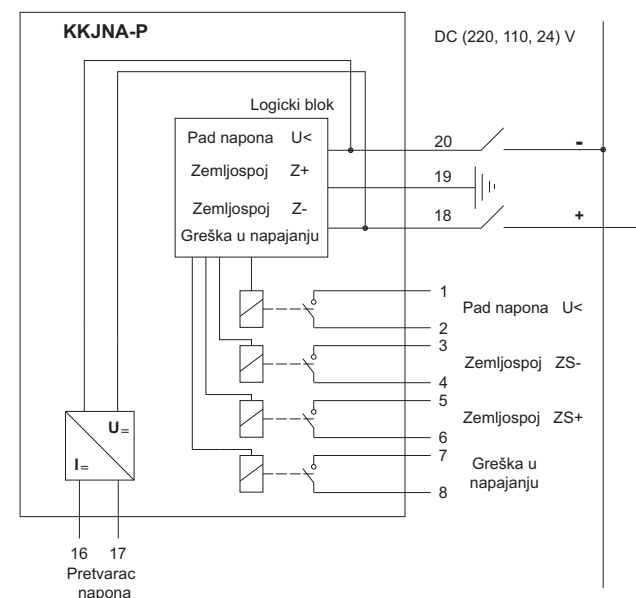 KKJNA-P
DC (220, 110, 24) V
Logicki blok
Pad napona U<
Zemljospoj Z+
Zemljospoj Z-
Greška u napajanju
20
-
19
18
+
1
Pad napona U<
2
3
Zemljospoj ZS-
4
5
Zemljospoj ZS+
6
7
Greška u
napajanju
8
U=
I=
16 17
Pretvarac
napona